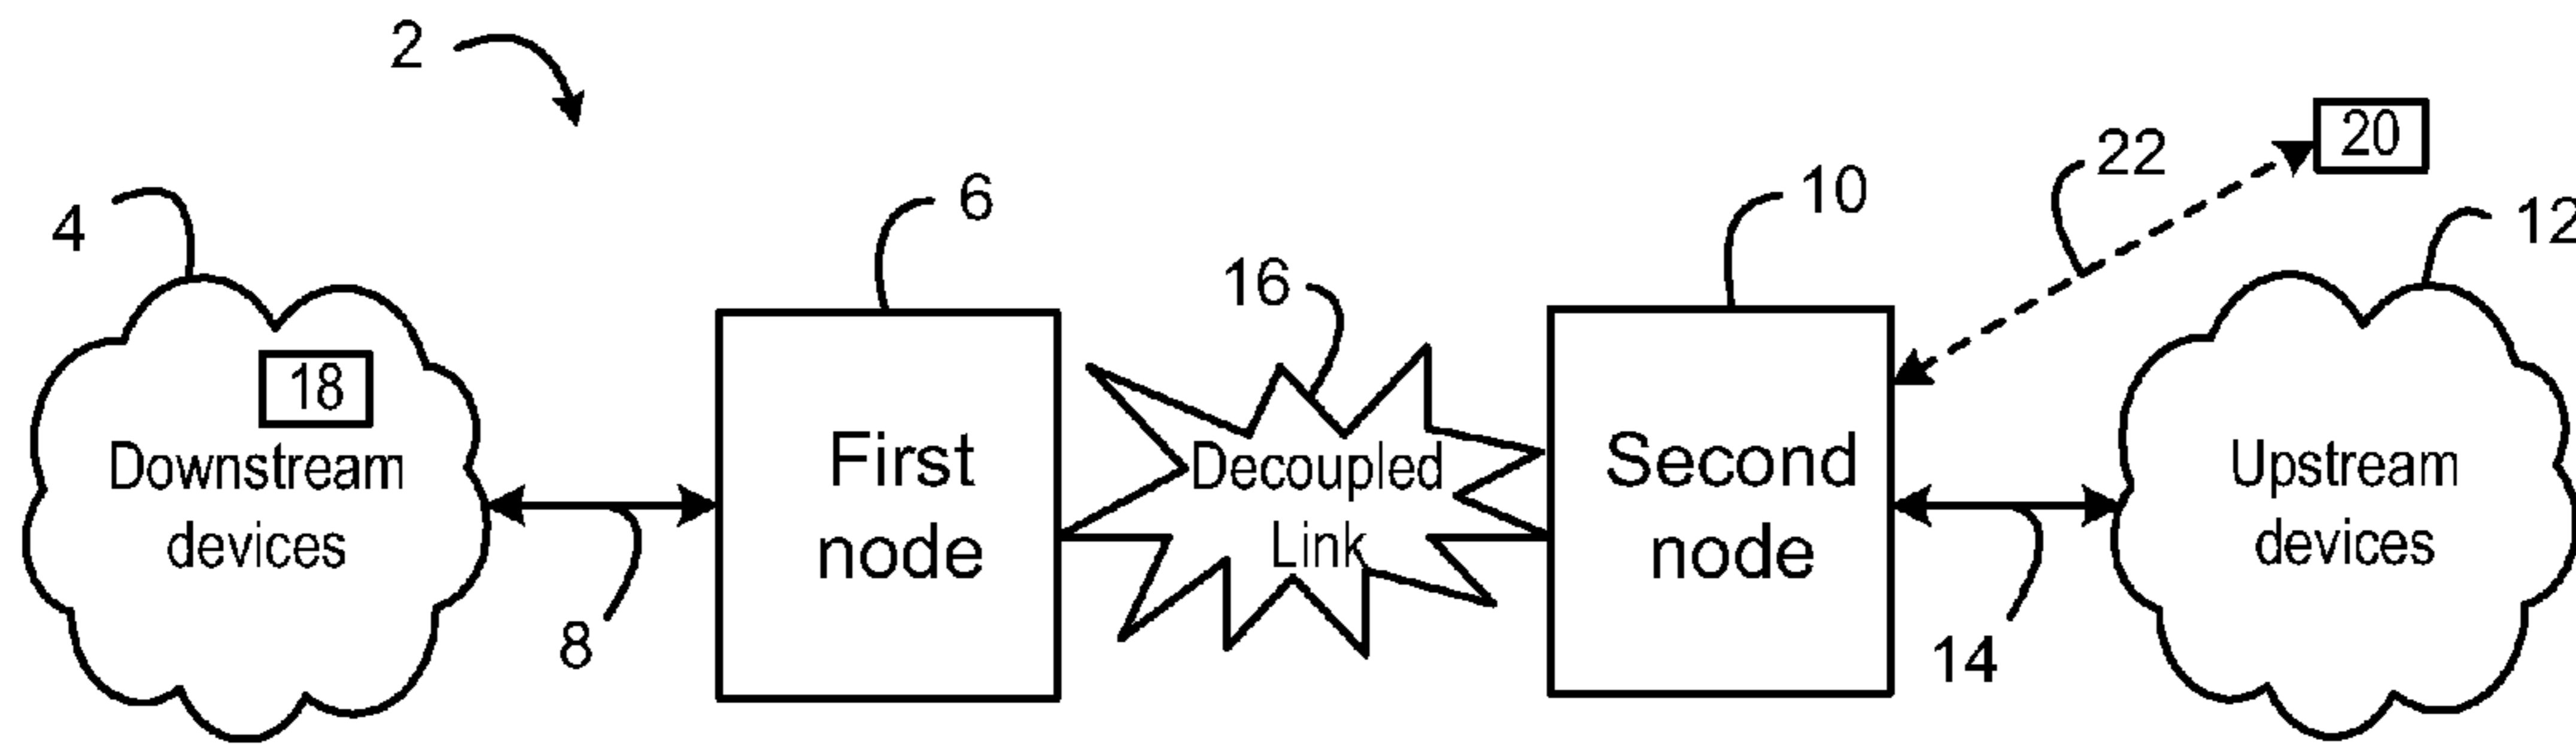 2
20
22
4
6
10
12
16
18
Downstream
devices
First
node
Decoupled
Link
Second
node
Upstream
devices
8
14